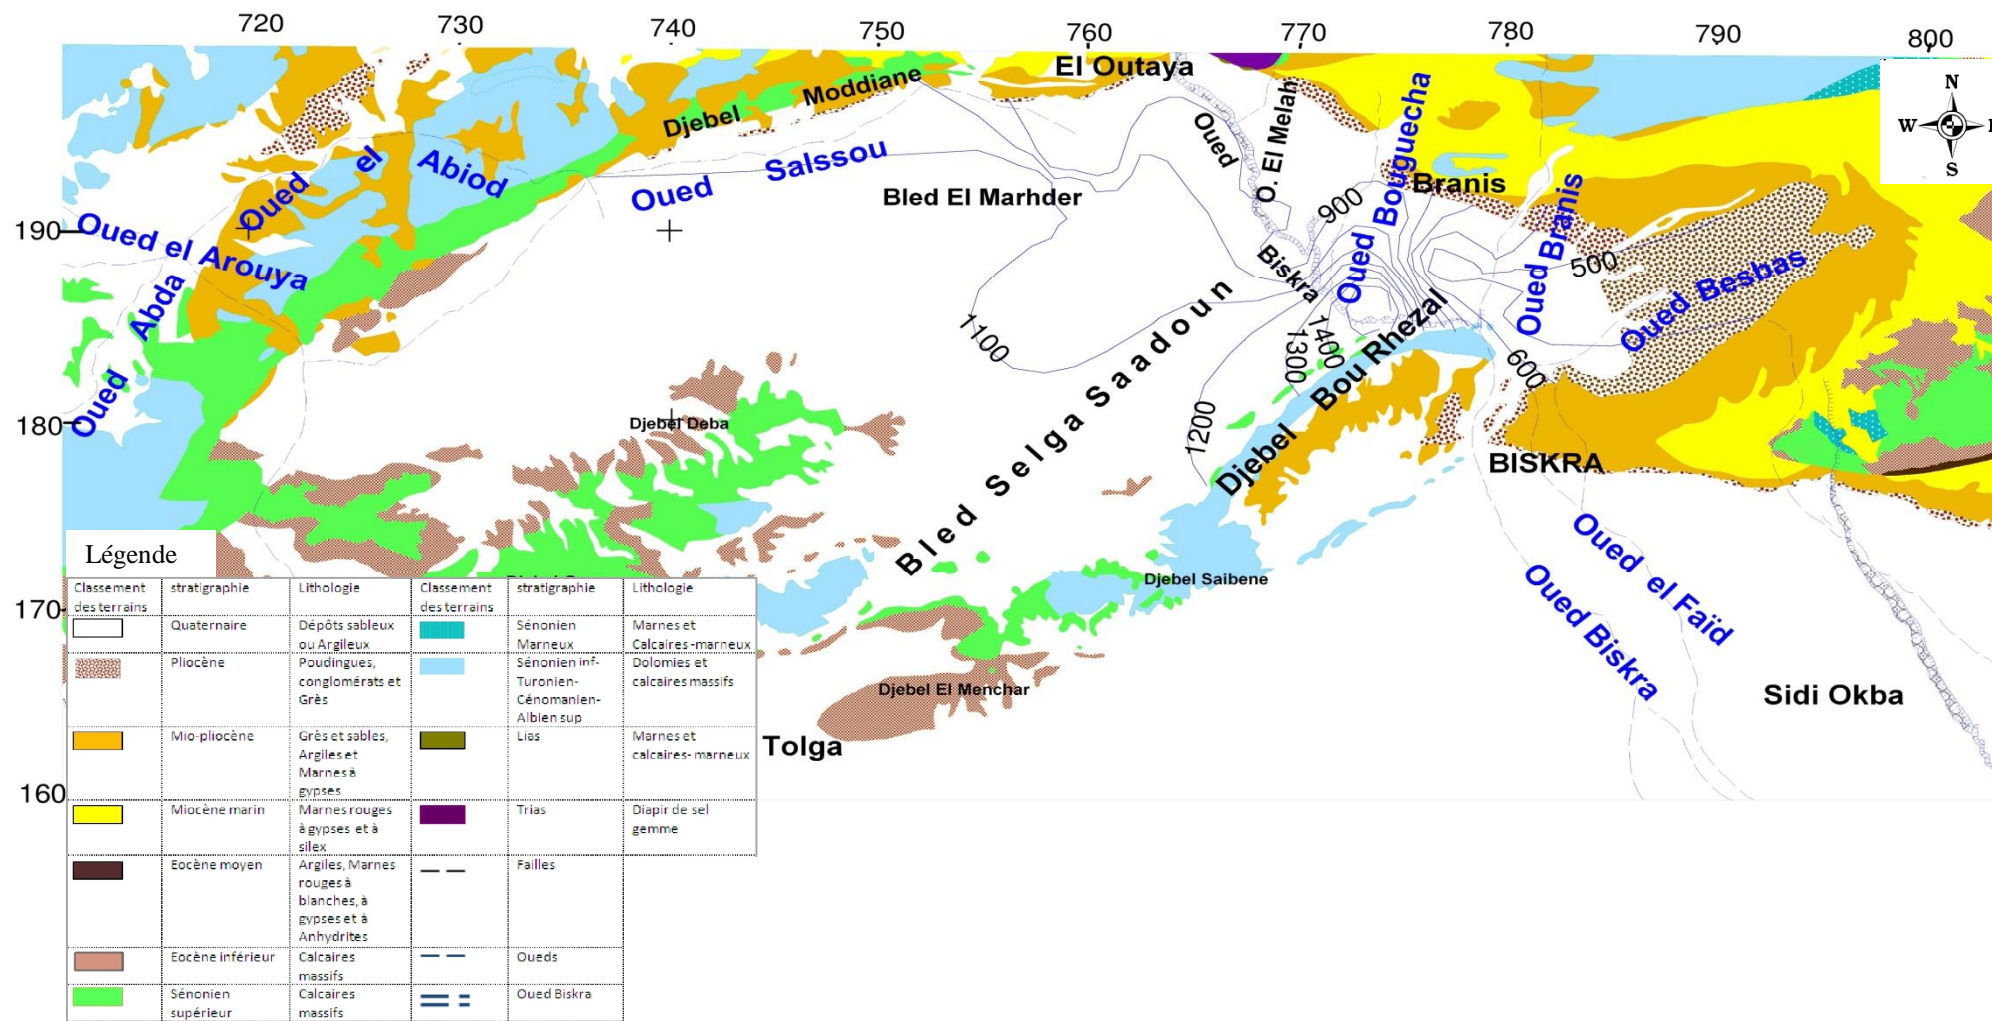 720 730 740 750 760 770 780 790 800
El Outaya
Djebel Moddiane
N
W
S
Oued
O. El Melah
Oued Bouguecha
Oued el Abiod
Oued Salssou
Bled El Marhder
Branis
900
190
Oued el Arouya
Biskra
Oued Branis
500
Oued Besbas
Oued Abda
1100
1300
1400
600
Bled Selga Saadoun
Djebel Bou Rhezal
1200
180
Djebel Deba
BISKRA
Oued el Faïd
Oued Biskra
Djebel Saibene
Sidi Okba
170
Djebel El Menchar
Tolga
160
Légende
Classement des terrains
stratigraphie
Lithologie
Classement des terrains
stratigraphie
Lithologie
Quaternaire
Dépôts sableux
ou Argileux
Sénonien
Marneux
Marnes et
Calcaires -marneux
Pliocène
Poudingues,
conglomérats et
Grès
Sénonien inf-
Turonien-
Cénomanien-
Albien sup
Dolomies et
calcaires massifs
Mio-pliocène
Grès et sables,
Argiles et
Marnes à
gypses
Lias
Marnes et
calcaires- marneux
Miocène marin
Marnes rouges
à gypses et à
silex
Trias
Diapir de sel
gemme
Eocène moyen
Argiles, Marnes
rouges à
blanches, à
gypses et à
Anhydrites
Failles
Eocène inférieur
Calcaires
massifs
Oueds
Sénonien
supérieur
Calcaires
massifs
Oued Biskra